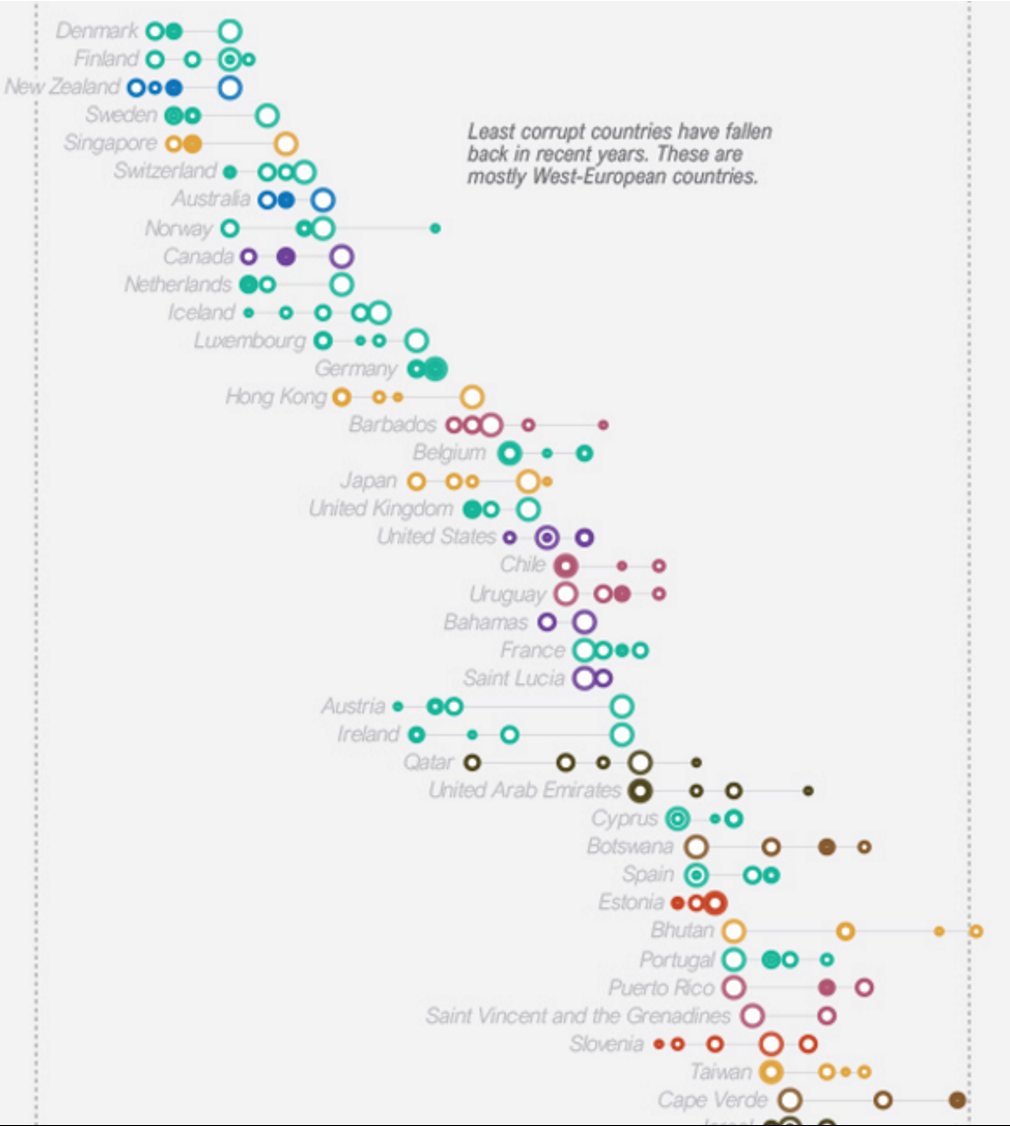 Denmark
Finland
New Zealand
Sweden
Singapore
Least corrupt countries have fallen
back in recent years. These are
mostly West-European countries.
Switzerland
Australia
Norway
Canada
Netherlands
Iceland
Luxembourg
Germany
Hong Kong
Barbados
Belgium
Japan
United Kingdom
United States
Chile
Uruguay
Bahamas
France
Saint Lucia
Austria
Ireland
Qatar
United Arab Emirates
Cyprus
Botswana
Spain
Estonia
Bhutan
Portugal
Puerto Rico
Saint Vincent and the Grenadines
Slovenia
Taiwan
Cape Verde